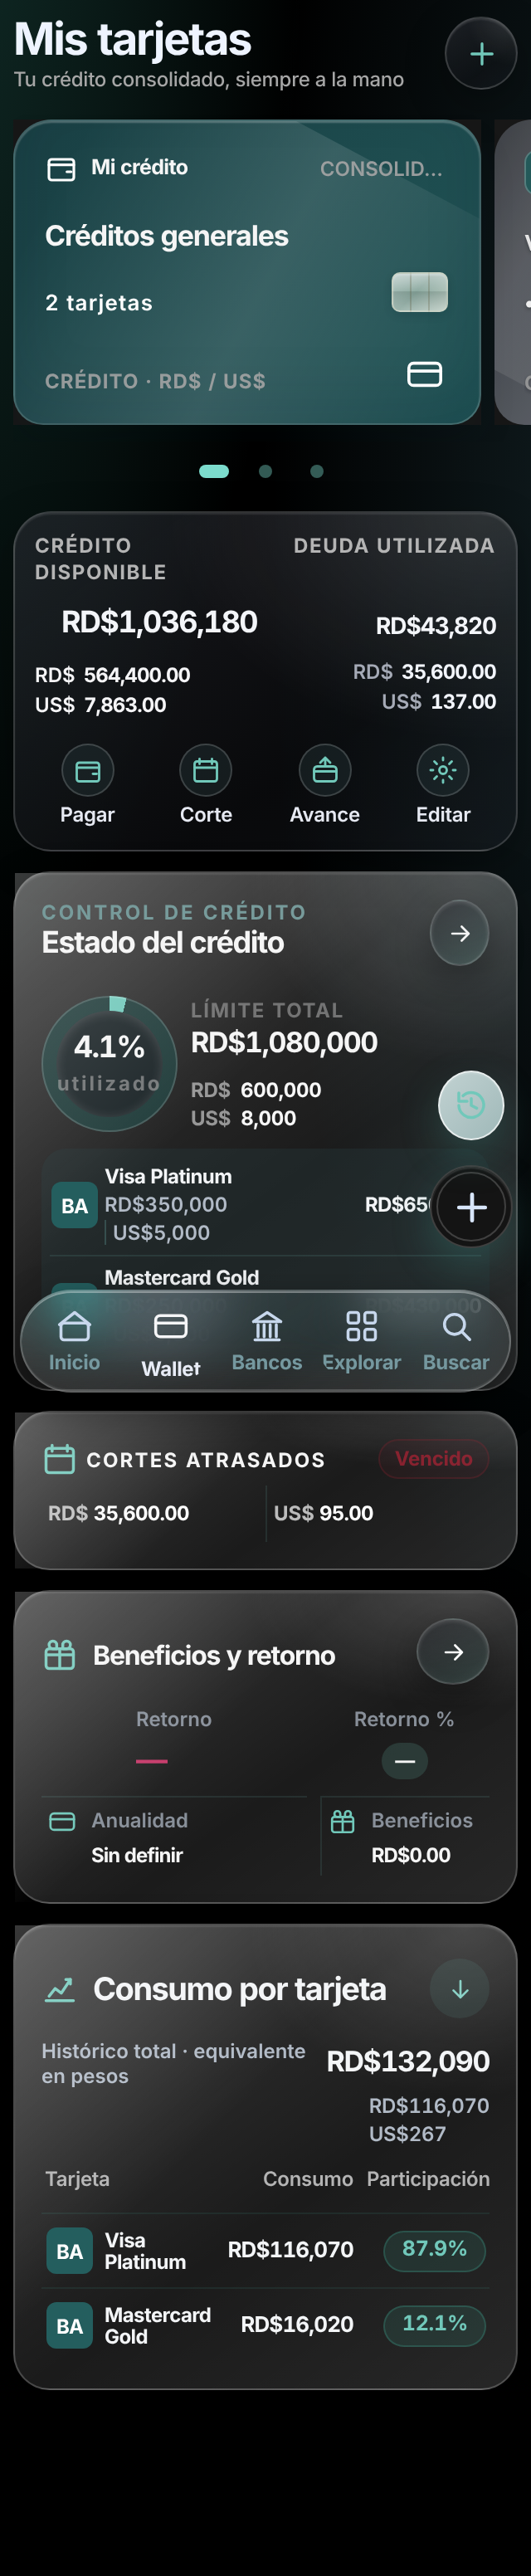 Mis tarjetas
Tu crédito consolidado, siempre a la mano
Mi crédito
CONSOLID...
Créditos generales
2 tarjetas
CRÉDITO · RD$ / US$
CRÉDITO DISPONIBLE
DEUDA UTILIZADA
RD$1,036,180
RD$43,820
RD$ 564,400.00
RD$ 35,600.00
US$ 7,863.00
US$ 137.00
Pagar
Corte
Avance
Editar
CONTROL DE CRÉDITO
Estado del crédito
4.1%
utilizado
LÍMITE TOTAL
RD$1,080,000
RD$ 600,000
US$ 8,000
BA
Visa Platinum
RD$350,000
US$5,000
RD$65
Mastercard Gold
Inicio
Wallet
Bancos
Explorar
Buscar
CORTES ATRASADOS
Vencido
RD$ 35,600.00
US$ 95.00
Beneficios y retorno
Retorno
Retorno %
—
—
Anualidad
Sin definir
Beneficios
RD$0.00
Consumo por tarjeta
Histórico total · equivalente
en pesos
RD$132,090
RD$116,070
US$267
Tarjeta
Consumo
Participación
BA
Visa
Platinum
RD$116,070
87.9%
BA
Mastercard
Gold
RD$16,020
12.1%